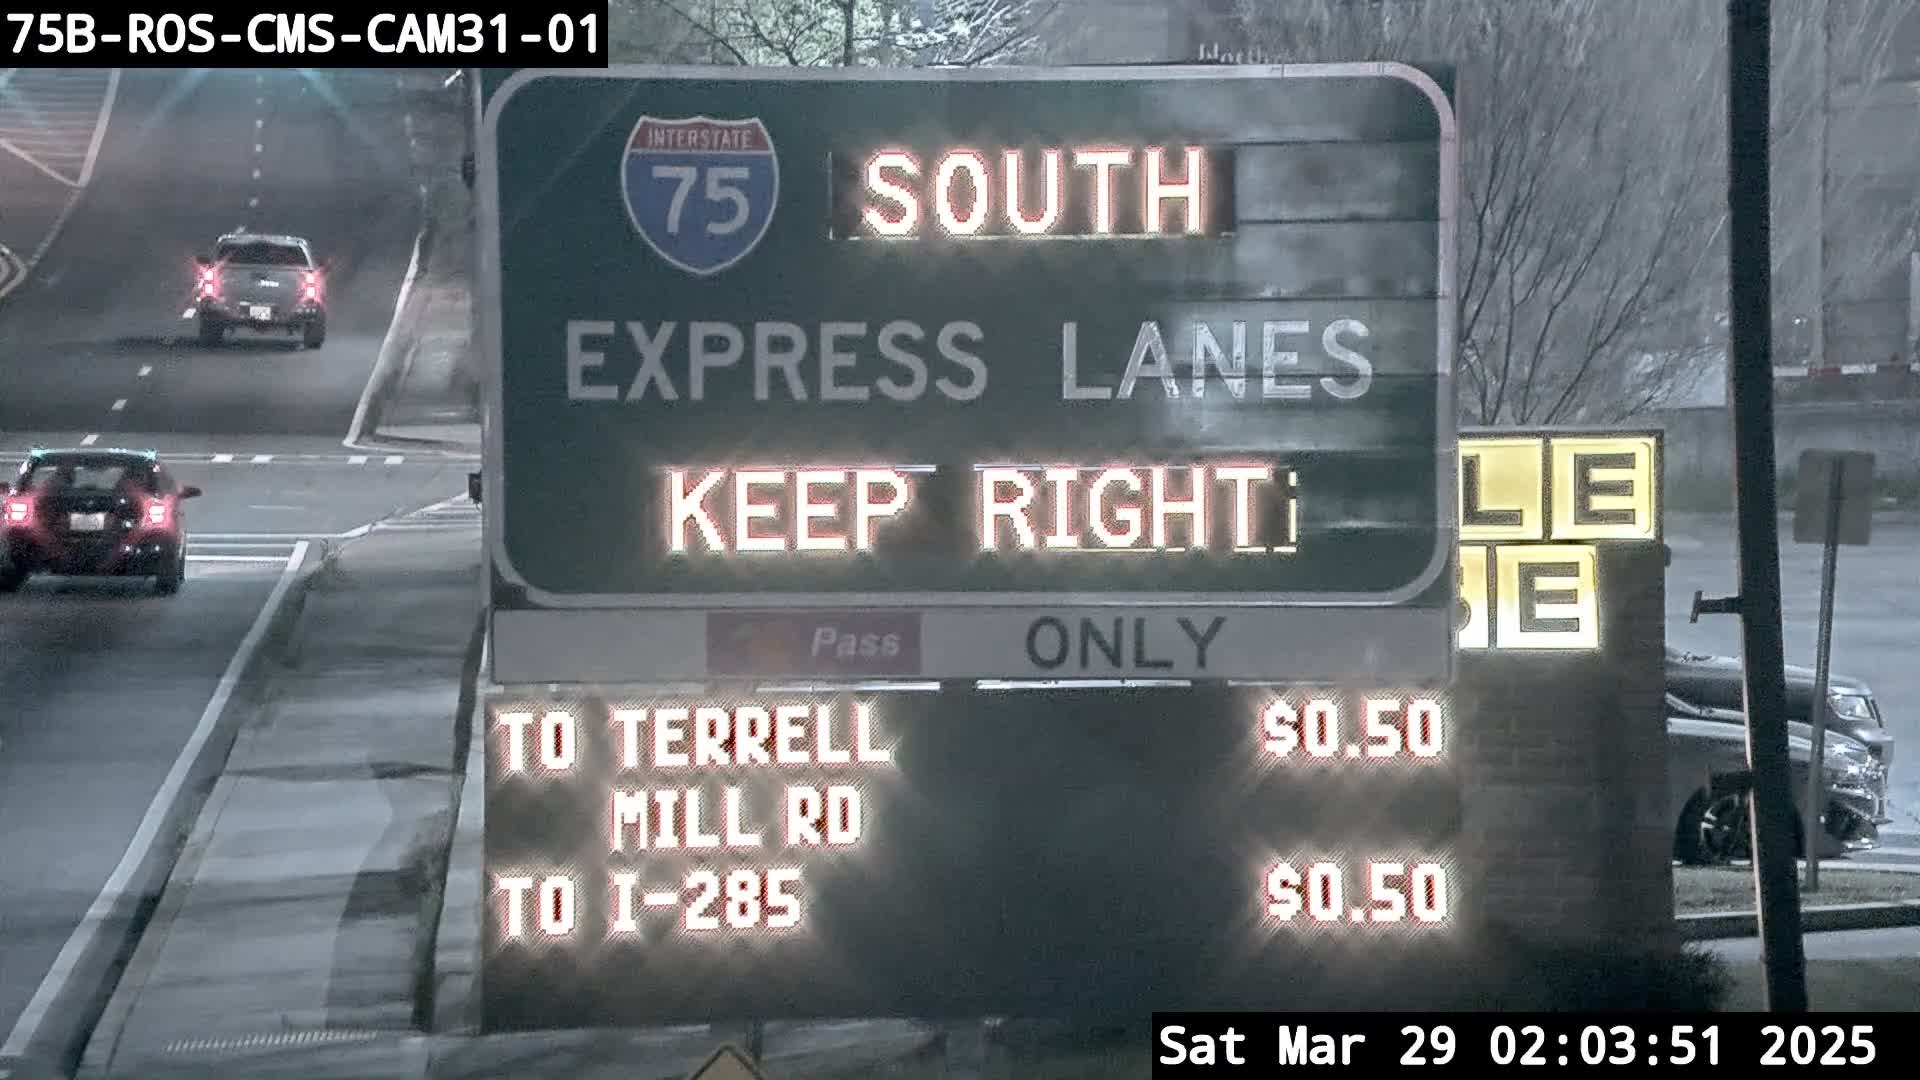 75B-ROS-CMS-CAM31-01
INTERSTATE
75
SOUTH
EXPRESS LANES
KEEP RIGHT
Pass ONLY
TO TERRELL $0.50
MILL RD
TO I-285 $0.50
LE
E
Sat Mar 29 02:03:51 2025